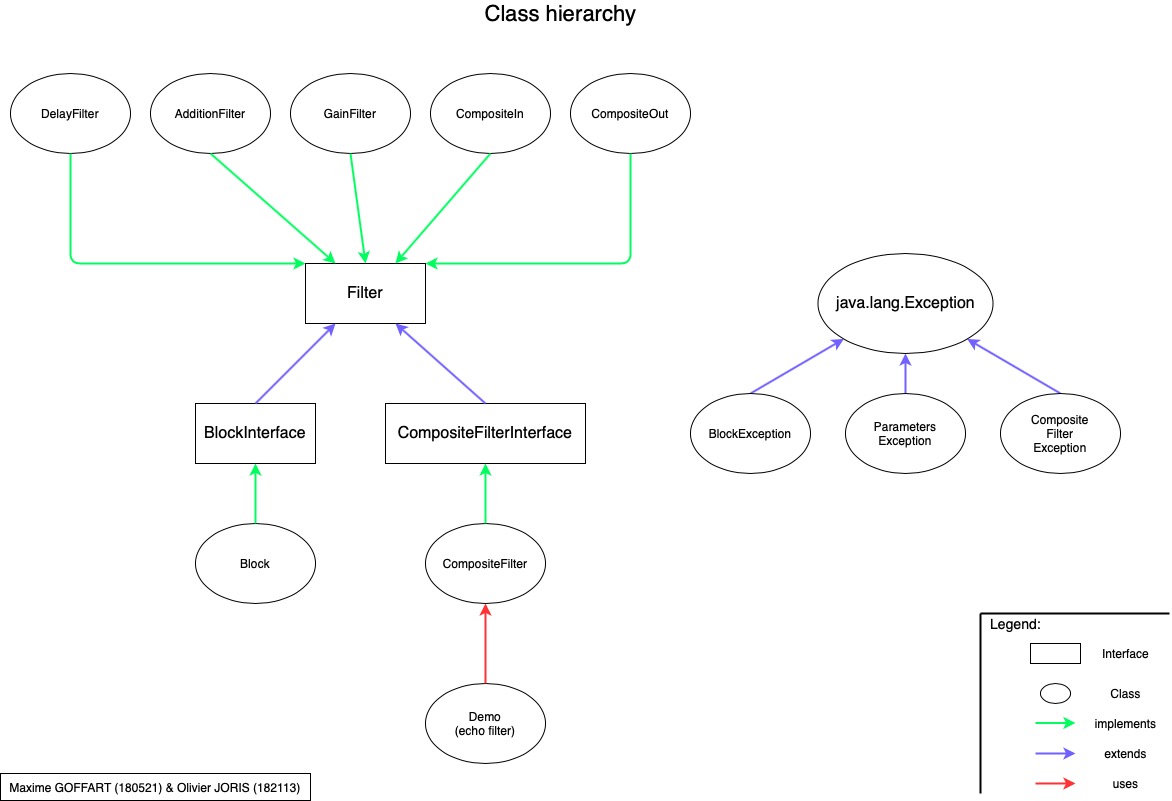 Class hierarchy
DelayFilter
AdditionFilter
GainFilter
CompositeIn
CompositeOut
Filter
java.lang.Exception
BlockInterface
CompositeFilterInterface
BlockException
Parameters
Exception
Composite
Filter
Exception
Block
CompositeFilter
Demo
(echo filter)
Legend:
Interface
Class
implements
extends
uses
Maxime GOFFART (180521) & Olivier JORIS (182113)